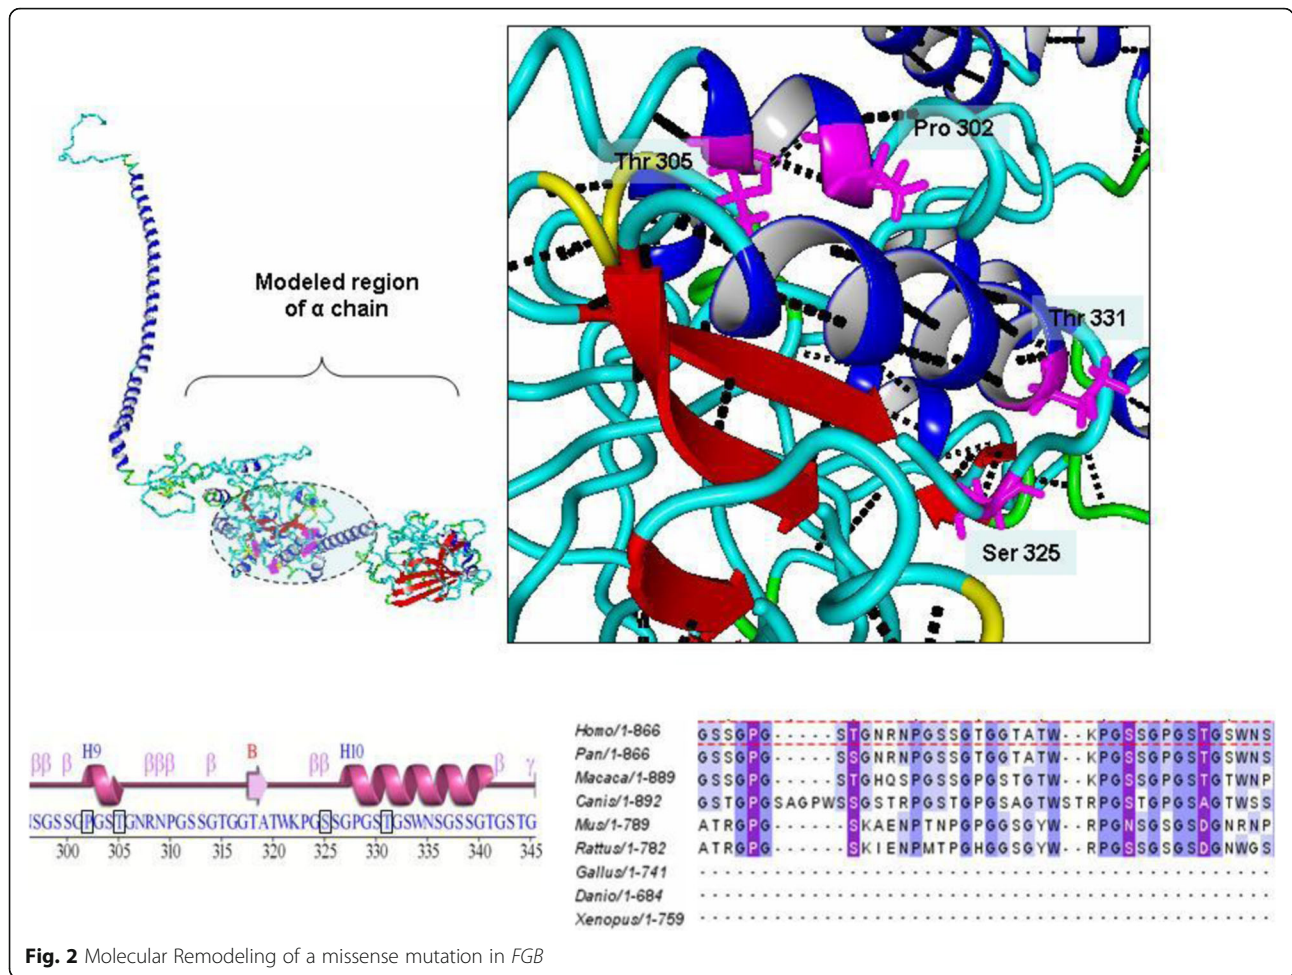 Modeled region
of α chain
Pro 302
Thr 305
Thr 331
Ser 325
ββ β H9 βββ β B ββ H10 β γ
SGSSGPGSTGNRNPGSSGTGGTATWKPGSSGPGSTGSWNSGSSGTGSTG
300 305 310 315 320 325 330 335 340 345
Homo/1-866 GSSGPG-----STGNRNPGSSGTGGTATW--KPGSSGPGSTGSWNS
Pan/1-866 GSSGPG-----SSGNRNPGSSGTGGTATW--KPGSSGPGSTGSWNS
Macaca/1-889 GSSGPG-----STGHQSPGSSGPGSTGTW--KPGSSGPGSTGTWNP
Canis/1-892 GSTGPGSAGPWSSGSTRPGSTGPGSAGTWSTRPGSTGPGSAGTWSS
Mus/1-789 ATRGPG-----SKAENPTNPGPGGSGYW--RPGNSGSGSDGNRNP
Rattus/1-782 ATRGPG-----SKIENPMTPGHGGSGYW--RPGSSGSGSDGNWGS
Gallus/1-741
Danio/1-684
Xenopus/1-759
Fig. 2 Molecular Remodeling of a missense mutation in FGB